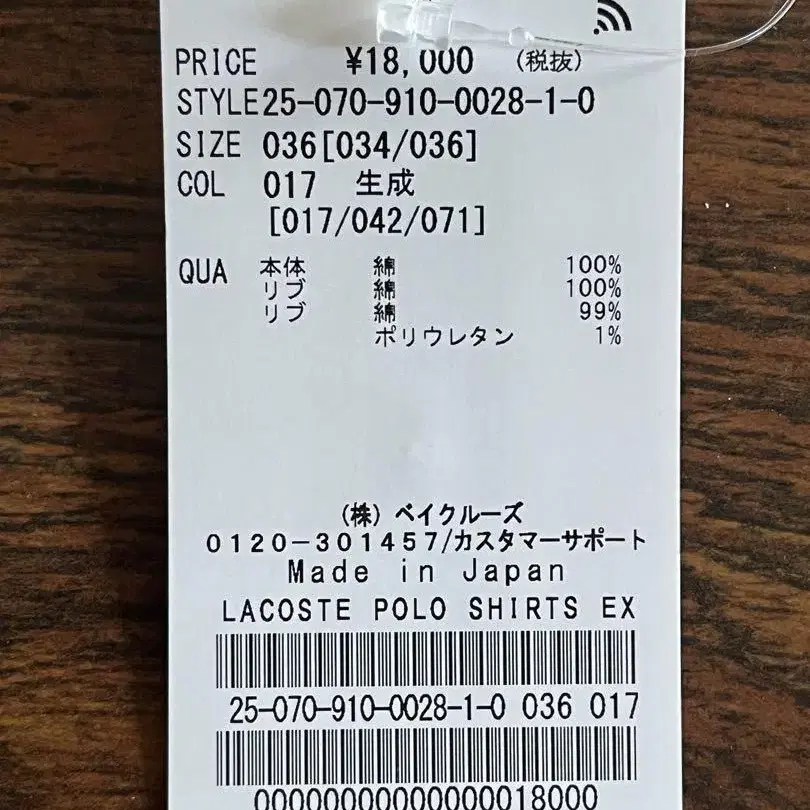 PRICE ¥18,000 (税抜)
STYLE25-070-910-0028-1-0
SIZE 036[034/036]
COL 017 生成
[017/042/071]
QUA 本体 綿 100%
リブ 綿 100%
リブ 綿 99%
ポリウレタン 1%
(株) ベイクルーズ
0120-301457/カスタマーサポート
Made in Japan
LACOSTE POLO SHIRTS EX
25-070-910-0028-1-0 036 017
000000000000000018000